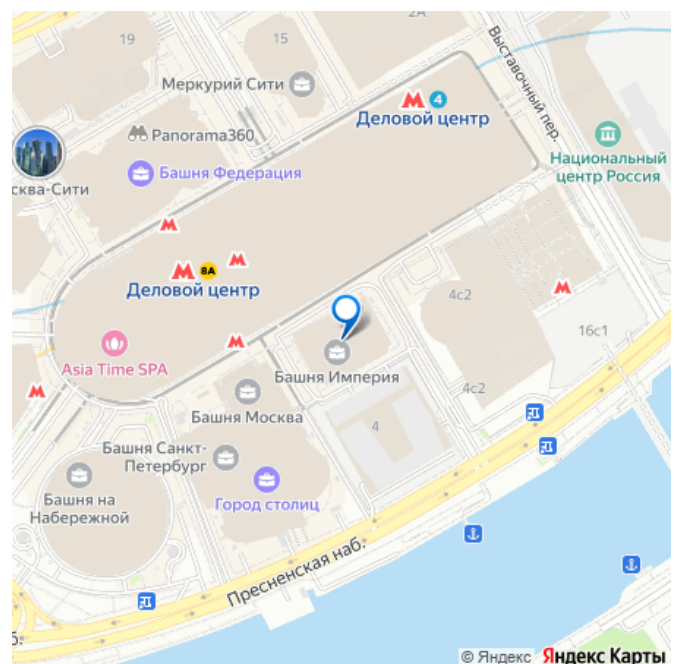 2А
19
15
Выставочный пер.
Меркурий Сити
4
Деловой центр
Panorama360
Национальный
центр Россия
Башня Федерация
сква-Сити
8А
Деловой центр
4с2
16с1
Asia Time SPA
Башня Империя
4с2
Башня Москва
4
Башня Санкт-
Петербург
Башня на
Набережной
Город столиц
Пресненская наб.
б.
© Яндекс Яндекс Карты